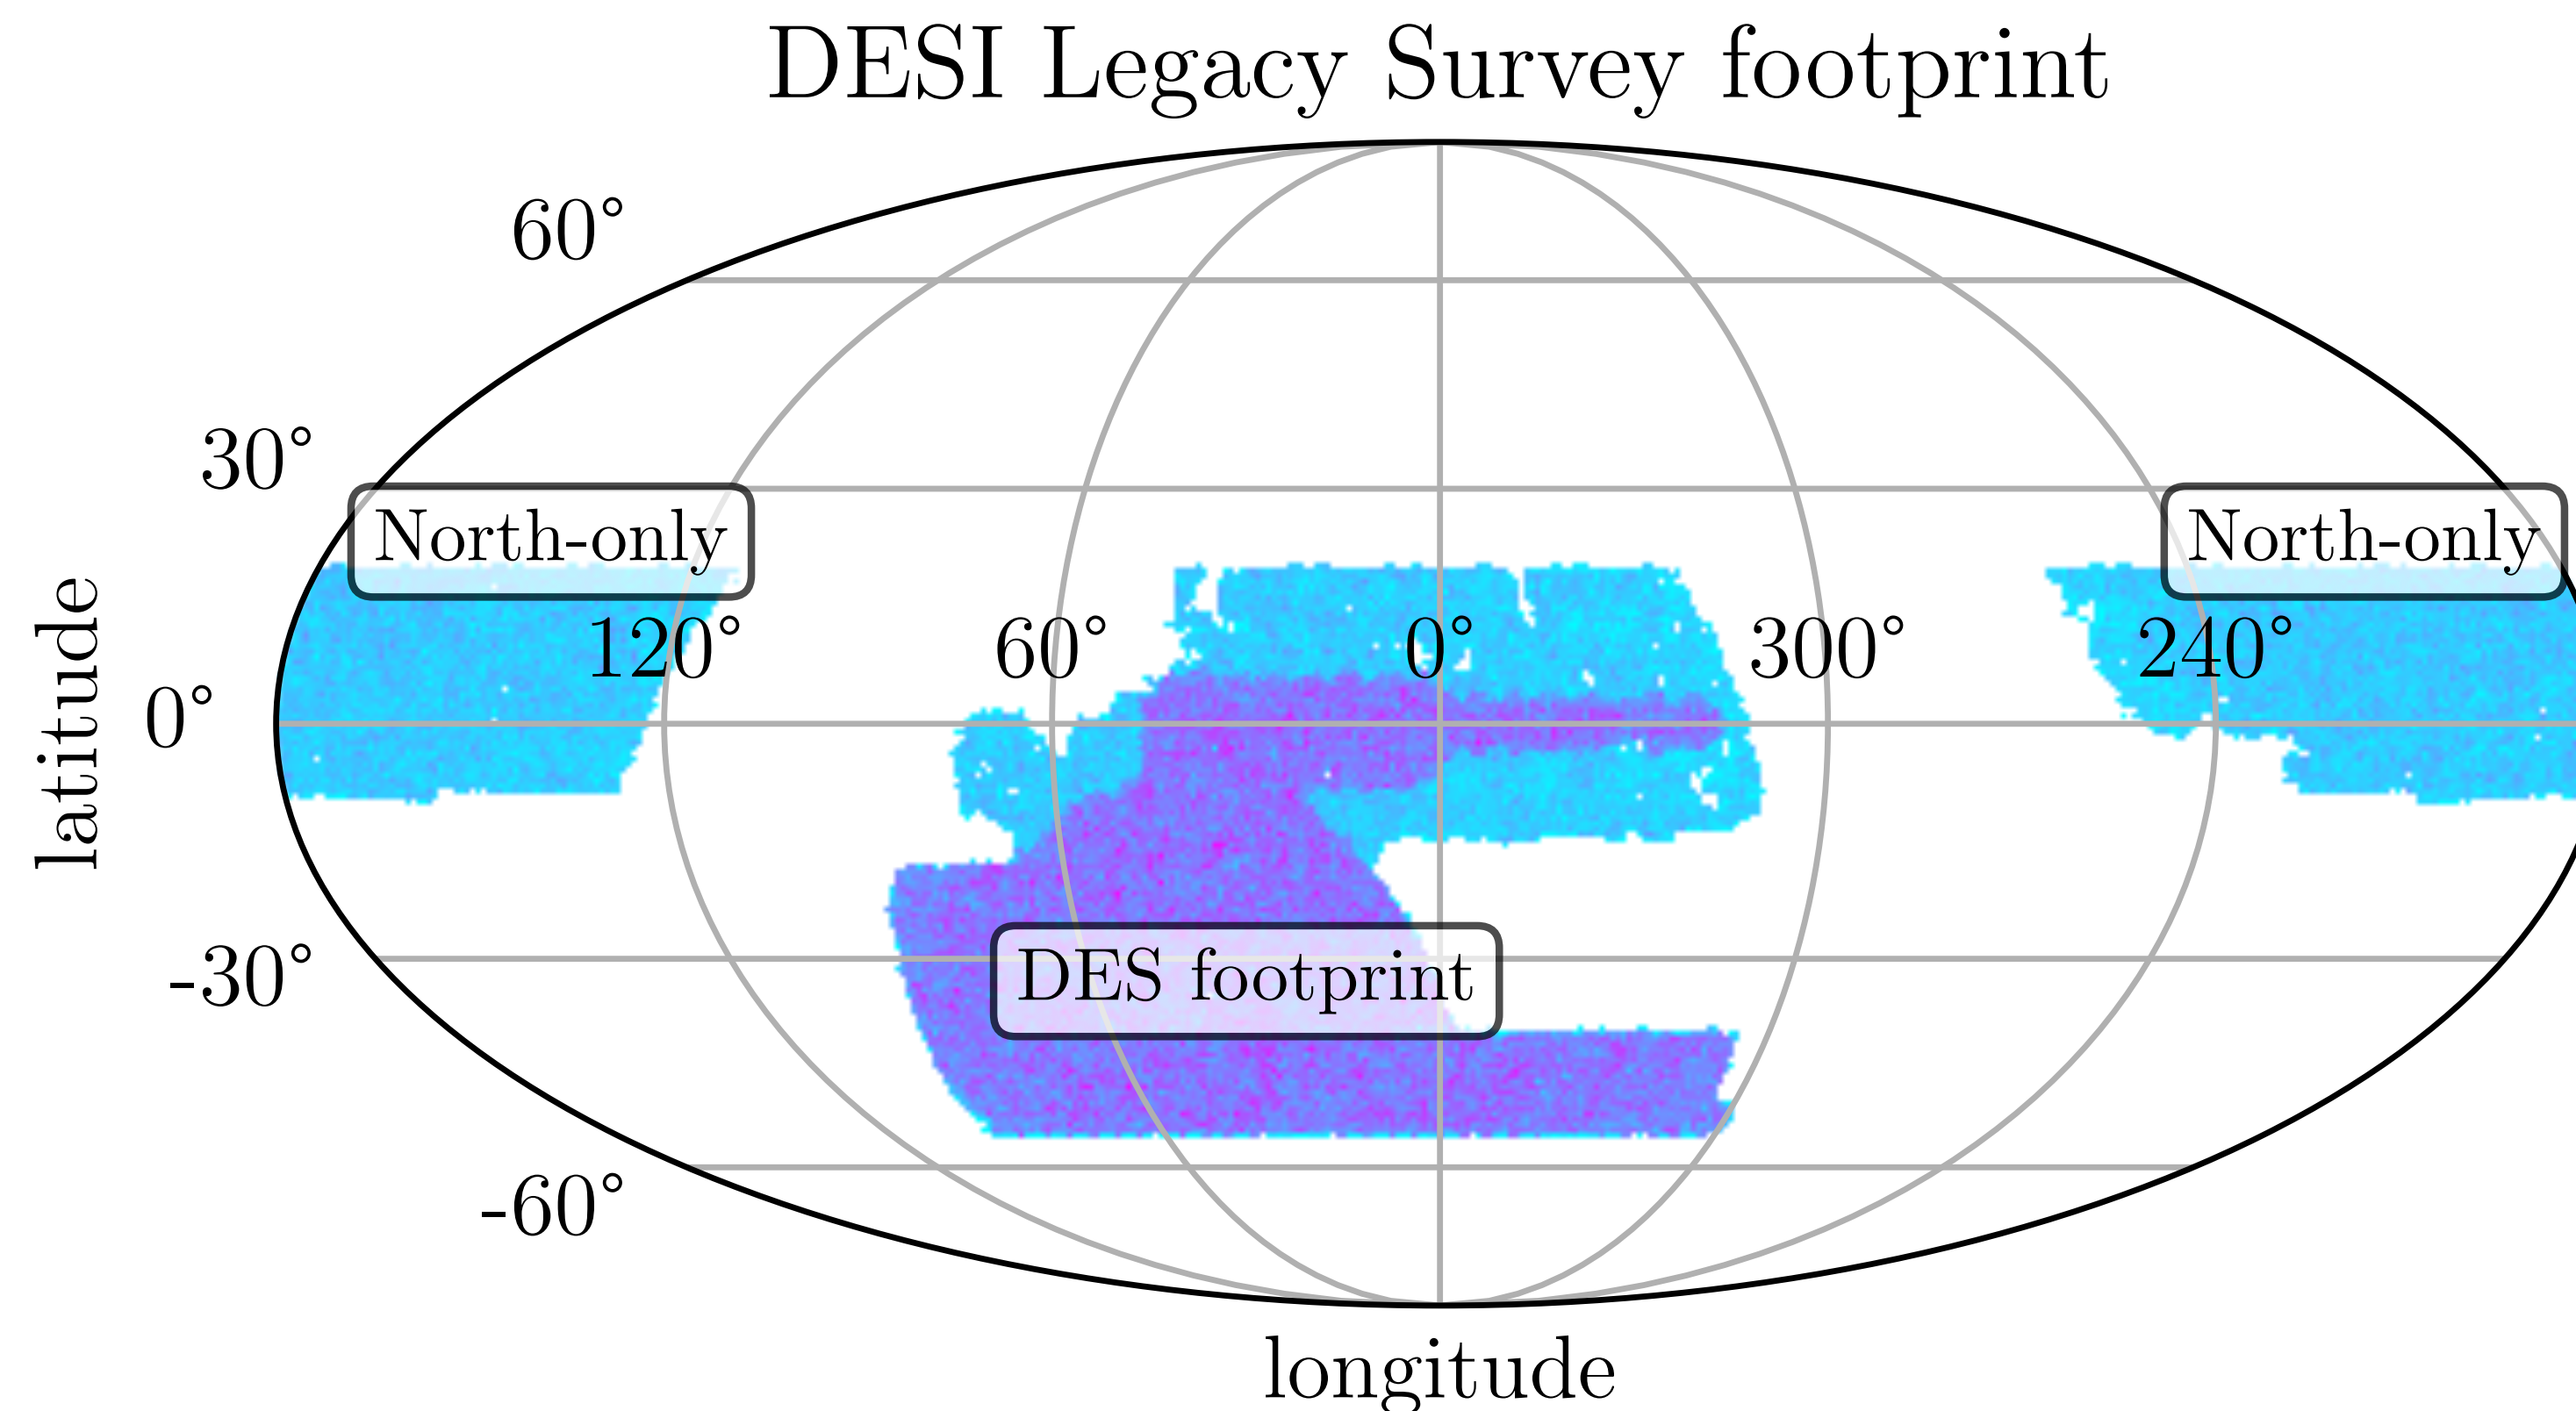 DESI Legacy Survey footprint
60°
30°
North-only
North-only
120°
60°
0°
300°
240°
0°
latitude
-30°
DES footprint
-60°
longitude